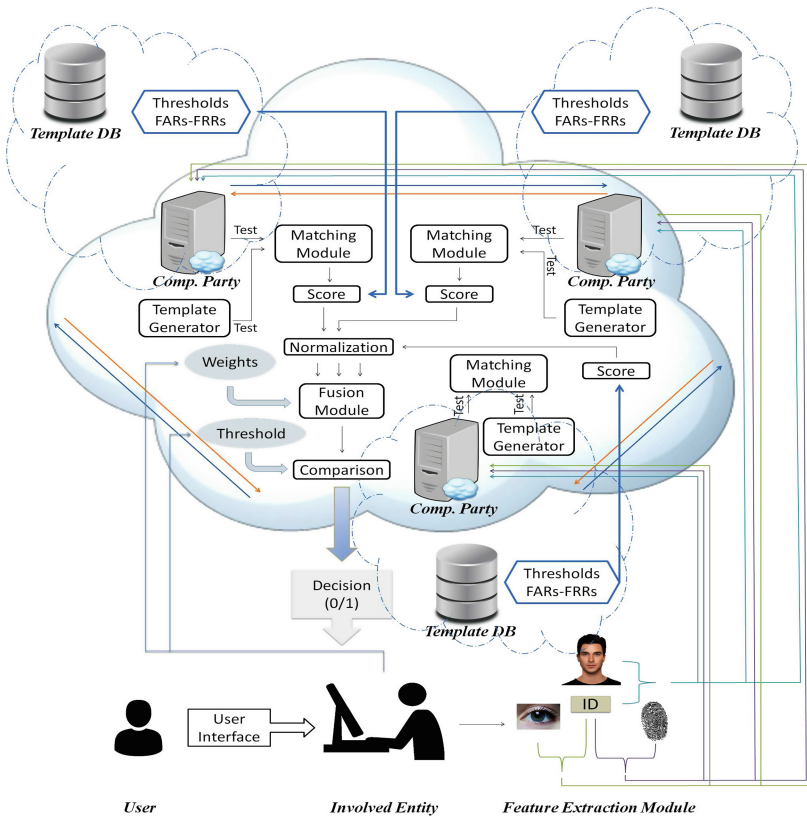 Template DB
Thresholds
FARs-FRRs
Thresholds
FARs-FRRs
Template DB
Test
Matching
Module
Matching
Module
Test
Comp. Party
Score
Score
Test
Comp. Party
Template
Generator
Test
Template
Generator
Normalization
Weights
Matching
Module
Score
Fusion
Module
Test
Test
Threshold
Template
Generator
Comparison
Comp. Party
Decision
(0/1)
Thresholds
FARs-FRRs
Template DB
User
Interface
ID
User
Involved Entity
Feature Extraction Module